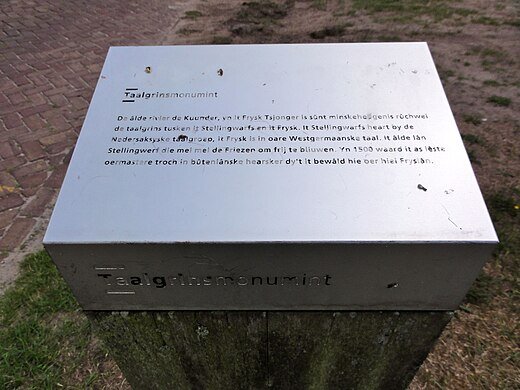 Taalgrinsmonumint
De âlde rivier de Kuunder, yn it Frysk Tsjonger is sûnt minskeheugenis rûchwei
de taalgrins tusken it Stellingwarfs en it Frysk. It Stellingwarfs heart by de
Nedersaksyske taalgroep, it Frysk is in oare Westgermaanske taal. It âlde lân
Stellingwerf die mei mei de Friezen om frij te bliuwen. Yn 1500 waard it as lêste
oermastere troch in bûtenlânske hearsker dy't it bewâld hie oer hiel Fryslân.
Taalgrinsmonumint